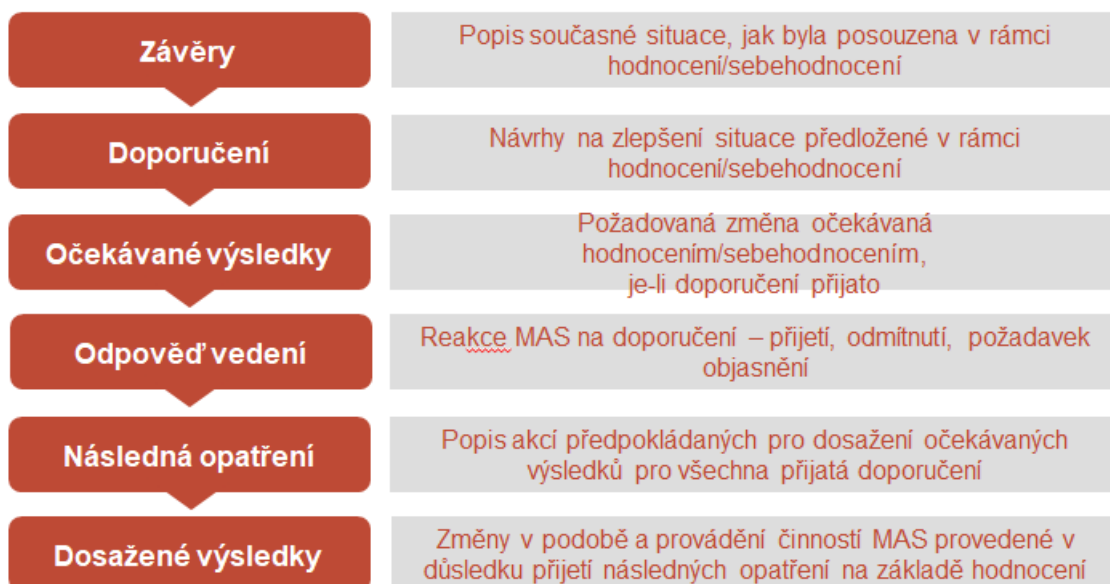 Závěry
Popis současné situace, jak byla posouzena v rámci
hodnocení/sebehodnocení
Doporučení
Návrhy na zlepšení situace předložené v rámci
hodnocení/sebehodnocení
Očekávané výsledky
Požadovaná změna očekávaná
hodnocením/sebehodnocením,
je-li doporučení přijato
Odpověď vedení
Reakce MAS na doporučení – přijetí, odmítnutí, požadavek
objasnění
Následná opatření
Popis akcí předpokládaných pro dosažení očekávaných
výsledků pro všechna přijatá doporučení
Dosažené výsledky
Změny v podobě a provádění činností MAS provedené v
důsledku přijetí následných opatření na základě hodnocení